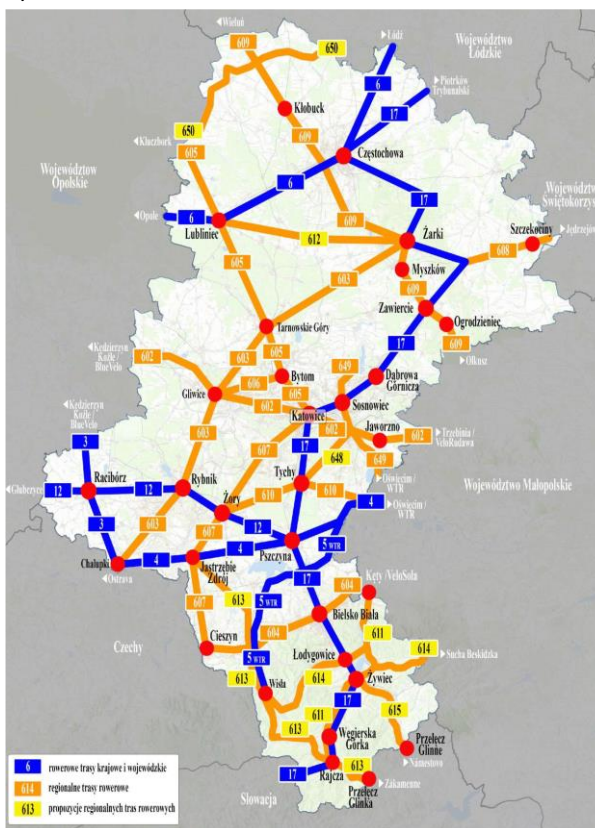 Wieluń
650
Łódź
Województwo
Łódzkie
609
6
Piotrków
Trybunalski
17
Kłobuck
650
609
Kluczbork
605
Częstochowa
Województwo
Opolskie
6
17
Opole
6
Lubliniec
609
612
Żarki
Szczekociny
Jędrzejów
608
Myszków
605
603
609
Zawiercie
Ogrodzieniec
Tarnowskie Góry
17
609
Olkusz
Kędzierzyn
Koźle /
BlueVelo
602
603
605
649
606
Bytom
Dąbrowa
Górnicza
Gliwice
605
602
Katowice
Sosnowiec
Kędzierzyn
Koźle /
BlueVelo
602
Jaworzno
602
Trzebinia /
VeloRudawa
3
603
607
17
648
649
Oświęcim /
WTR
Głubczyce
12
Racibórz
12
Rybnik
Tychy
610
610
4
Oświęcim /
WTR
Województwo Małopolskie
Żory
3
603
607
12
Chałupki
4
4
Pszczyna
5 WTR
Ostrava
Jastrzębie
Zdrój
17
613
5 WTR
604
Kęty /VeloSoła
607
Bielsko Biała
Czechy
Cieszyn
604
611
614
5 WTR
Łodygowice
Sucha Beskidzka
613
614
Żywiec
Wisła
17
611
615
613
Węgierska
Górka
Przełęcz
Glinne
Námestovo
17
Rajcza
613
Przełęcz
Glinka
Zákamenne
Słowacja
6 rowerowe trasy krajowe i wojewódzkie
614 regionalne trasy rowerowe
613 propozycje regionalnych tras rowerowych